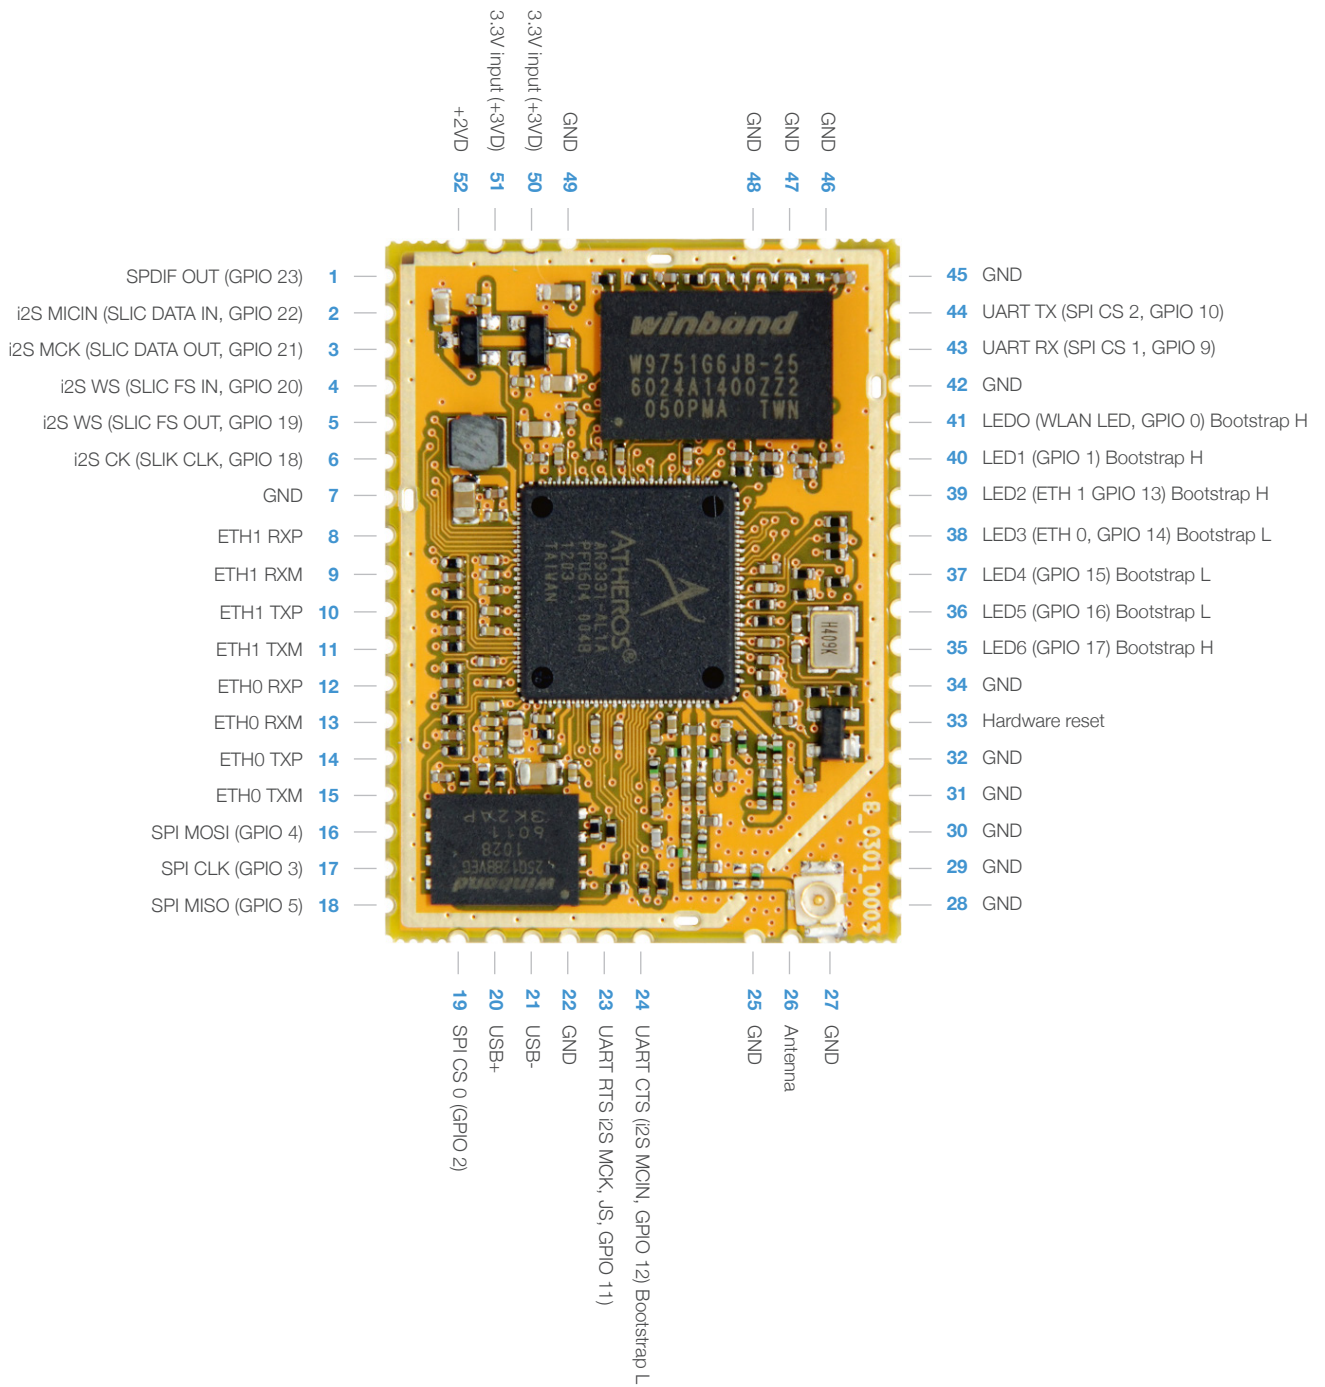 3.3V input (+3VD)
3.3V input (+3VD)
+2VD
GND
GND
GND
GND
52
51
50
49
48
47
46
SPDIF OUT (GPIO 23) 1
i2S MICIN (SLIC DATA IN, GPIO 22) 2
i2S MCK (SLIC DATA OUT, GPIO 21) 3
i2S WS (SLIC FS IN, GPIO 20) 4
i2S WS (SLIC FS OUT, GPIO 19) 5
i2S CK (SLIK CLK, GPIO 18) 6
GND 7
ETH1 RXP 8
ETH1 RXM 9
ETH1 TXP 10
ETH1 TXM 11
ETH0 RXP 12
ETH0 RXM 13
ETH0 TXP 14
ETH0 TXM 15
SPI MOSI (GPIO 4) 16
SPI CLK (GPIO 3) 17
SPI MISO (GPIO 5) 18
winbond
W9751G6JB-25
6024A1400ZZ2
050PMA TWN
ATHEROS®
AR9331-AL1A
PFU604.004B
1203
TAIWAN
H409K
winbond
25Q128BVEG
1028
6011
3K2AP
8_0301_0003
45 GND
44 UART TX (SPI CS 2, GPIO 10)
43 UART RX (SPI CS 1, GPIO 9)
42 GND
41 LED0 (WLAN LED, GPIO 0) Bootstrap H
40 LED1 (GPIO 1) Bootstrap H
39 LED2 (ETH 1 GPIO 13) Bootstrap H
38 LED3 (ETH 0, GPIO 14) Bootstrap L
37 LED4 (GPIO 15) Bootstrap L
36 LED5 (GPIO 16) Bootstrap L
35 LED6 (GPIO 17) Bootstrap H
34 GND
33 Hardware reset
32 GND
31 GND
30 GND
29 GND
28 GND
19 SPI CS 0 (GPIO 2)
20 USB+
21 USB-
22 GND
23 UART RTS i2S MCK, JS, GPIO 11)
24 UART CTS (i2S MCIN, GPIO 12) Bootstrap L
25 GND
26 Antenna
27 GND